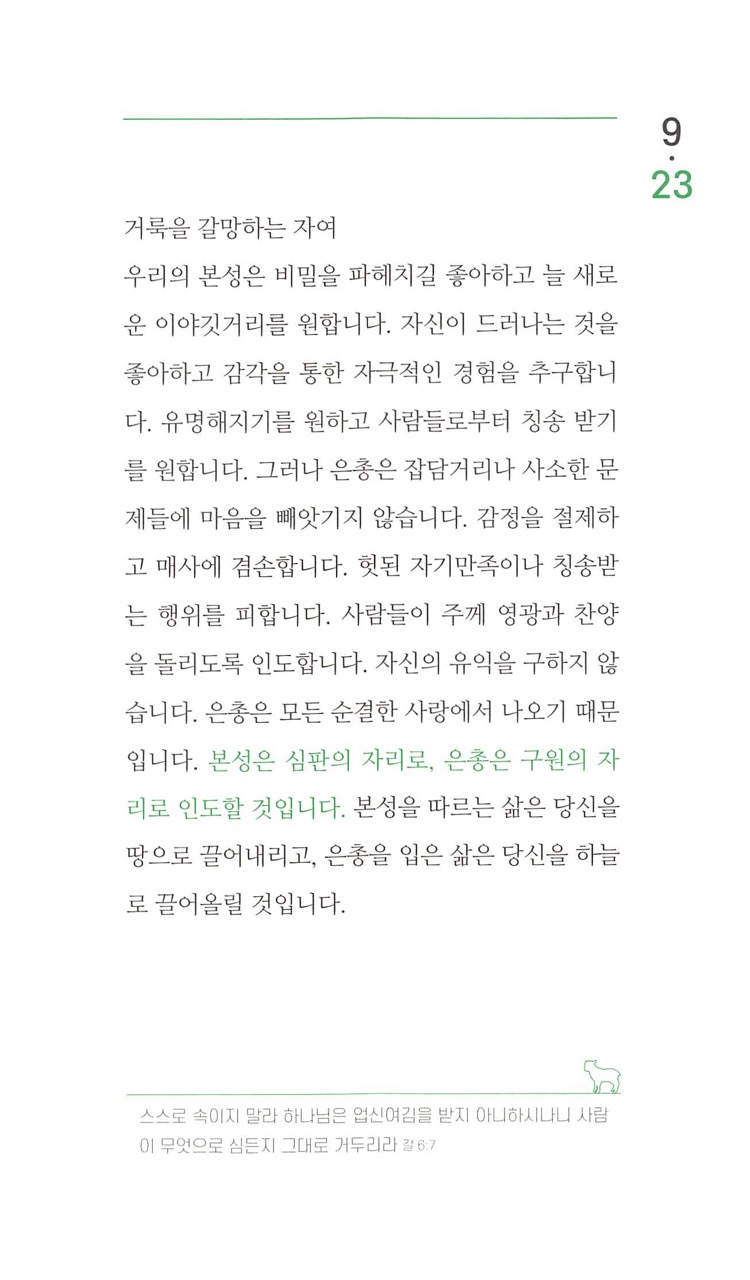 9
·
23
거룩을 갈망하는 자여
우리의 본성은 비밀을 파헤치길 좋아하고 늘 새로
운 이야깃거리를 원합니다. 자신이 드러나는 것을
좋아하고 감각을 통한 자극적인 경험을 추구합니
다. 유명해지기를 원하고 사람들로부터 칭송 받기
를 원합니다. 그러나 은총은 잡담거리나 사소한 문
제들에 마음을 빼앗기지 않습니다. 감정을 절제하
고 매사에 겸손합니다. 헛된 자기만족이나 칭송받
는 행위를 피합니다. 사람들이 주께 영광과 찬양
을 돌리도록 인도합니다. 자신의 유익을 구하지 않
습니다. 은총은 모든 순결한 사랑에서 나오기 때문
입니다. 본성은 심판의 자리로, 은총은 구원의 자
리로 인도할 것입니다. 본성을 따르는 삶은 당신을
땅으로 끌어내리고, 은총을 입은 삶은 당신을 하늘
로 끌어올릴 것입니다.
스스로 속이지 말라 하나님은 업신여김을 받지 아니하시나니 사람
이 무엇으로 심든지 그대로 거두리라 갈 6:7